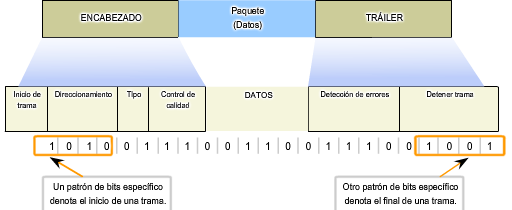 ENCABEZADO
Paquete
(Datos)
TRÁILER
Inicio de
trama
Direccionamiento
Tipo
Control de
calidad
DATOS
Detección de errores
Detener trama
1 0 1 0 0 1 1 1 0 0 0 1 1 0 0 0 1 1 1 0 0 1 0 0 1
Un patrón de bits específico
denota el inicio de una trama.
Otro patrón de bits específico
denota el final de una trama.